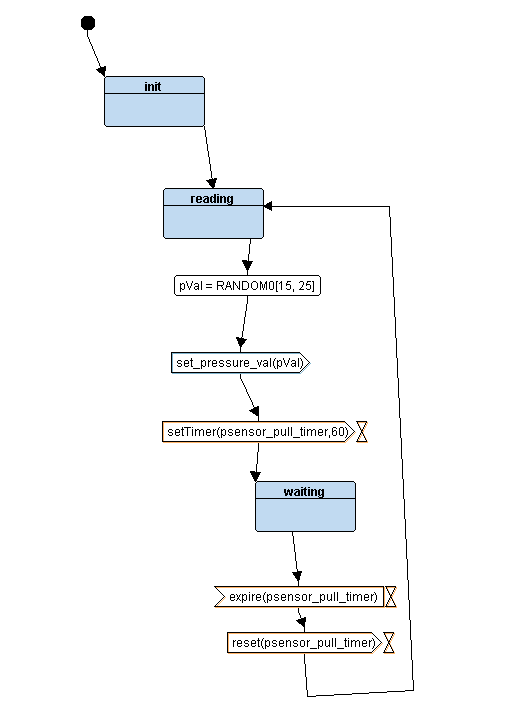 init
reading
pVal = RANDOM0[15, 25]
set_pressure_val(pVal)
setTimer(psensor_pull_timer,60)
waiting
expire(psensor_pull_timer)
reset(psensor_pull_timer)